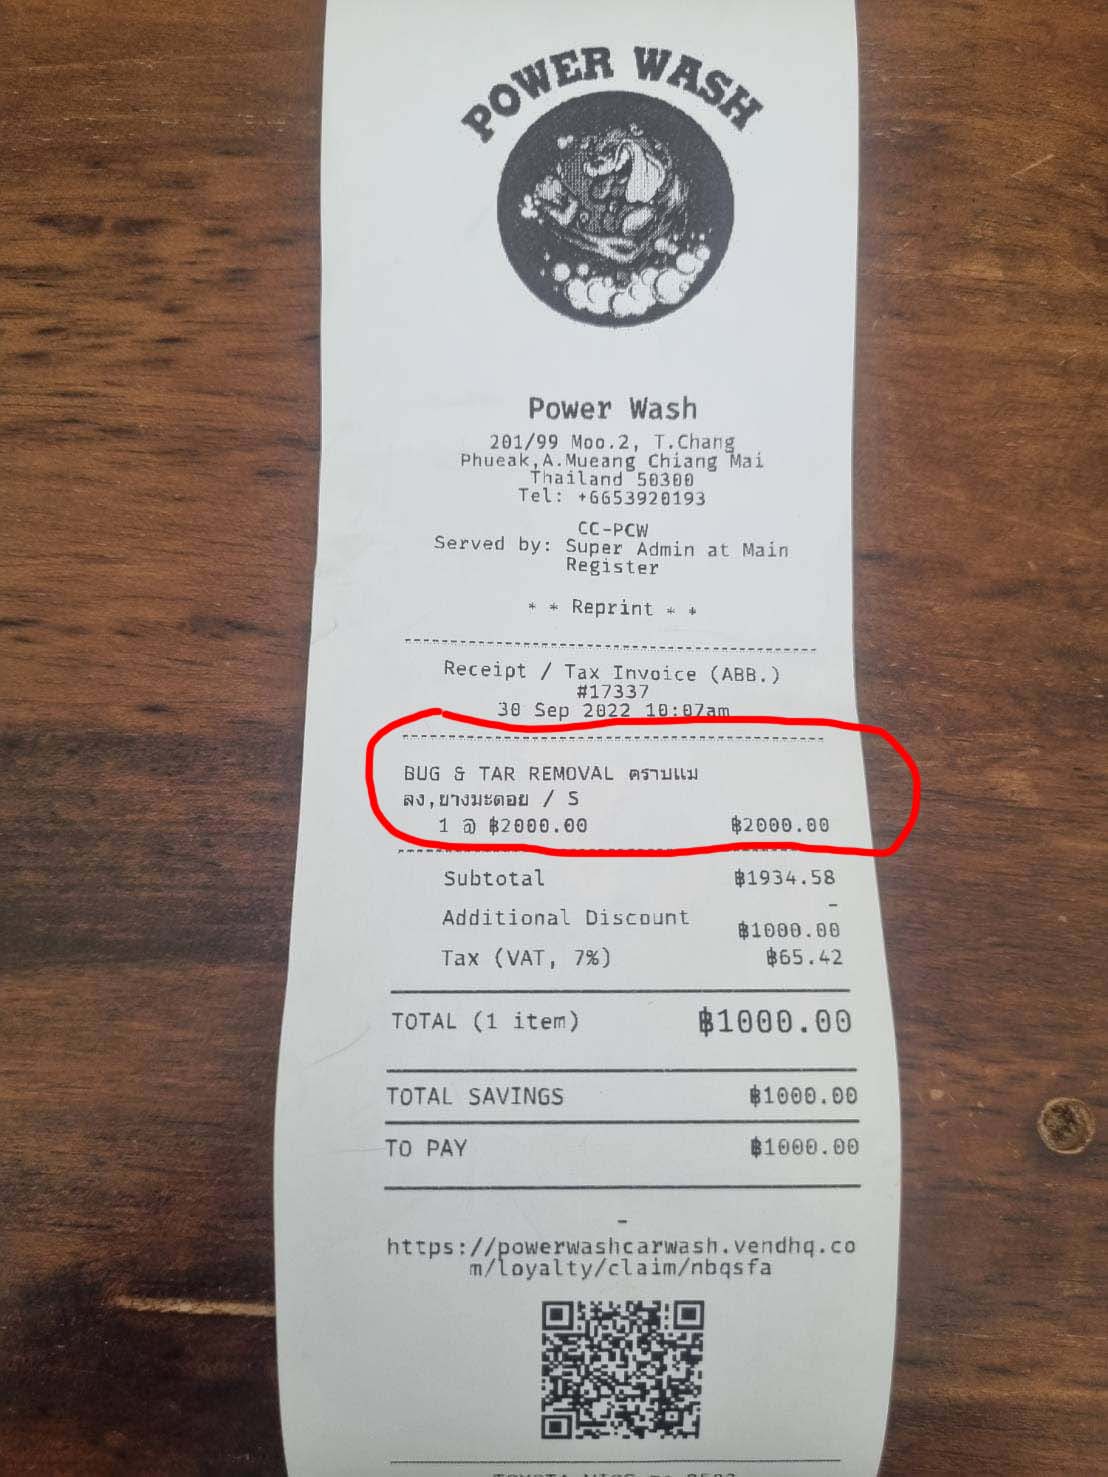 POWER WASH
Power Wash
201/99 Moo.2, T.Chang
Phueak,A.Mueang Chiang Mai
Thailand 50300
Tel: +6653920193
CC-PCW
Served by: Super Admin at Main
Register
* * Reprint * *
Receipt / Tax Invoice (ABB.)
#17337
30 Sep 2022 10:07am
BUG & TAR REMOVAL คราบแม
ลง,ยางมะตอย / S
1 @ ฿2000.00 ฿2000.00
Subtotal ฿1934.58
-
Additional Discount ฿1000.00
Tax (VAT, 7%) ฿65.42
TOTAL (1 item) ฿1000.00
TOTAL SAVINGS ฿1000.00
TO PAY ฿1000.00
-
https://powerwashcarwash.vendhq.co
m/loyalty/claim/nbqsfa